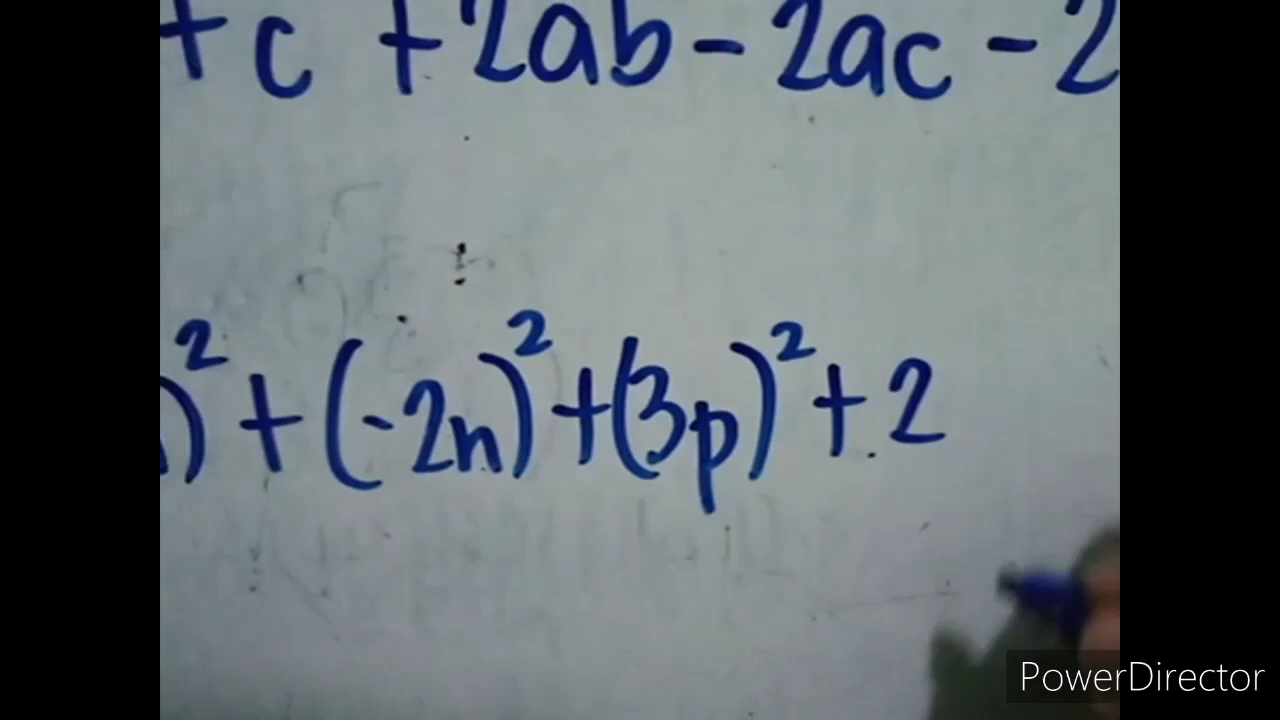 + c + 2ab - 2ac - 2
)² + (-2n)² + (3p)² + 2
PowerDirector